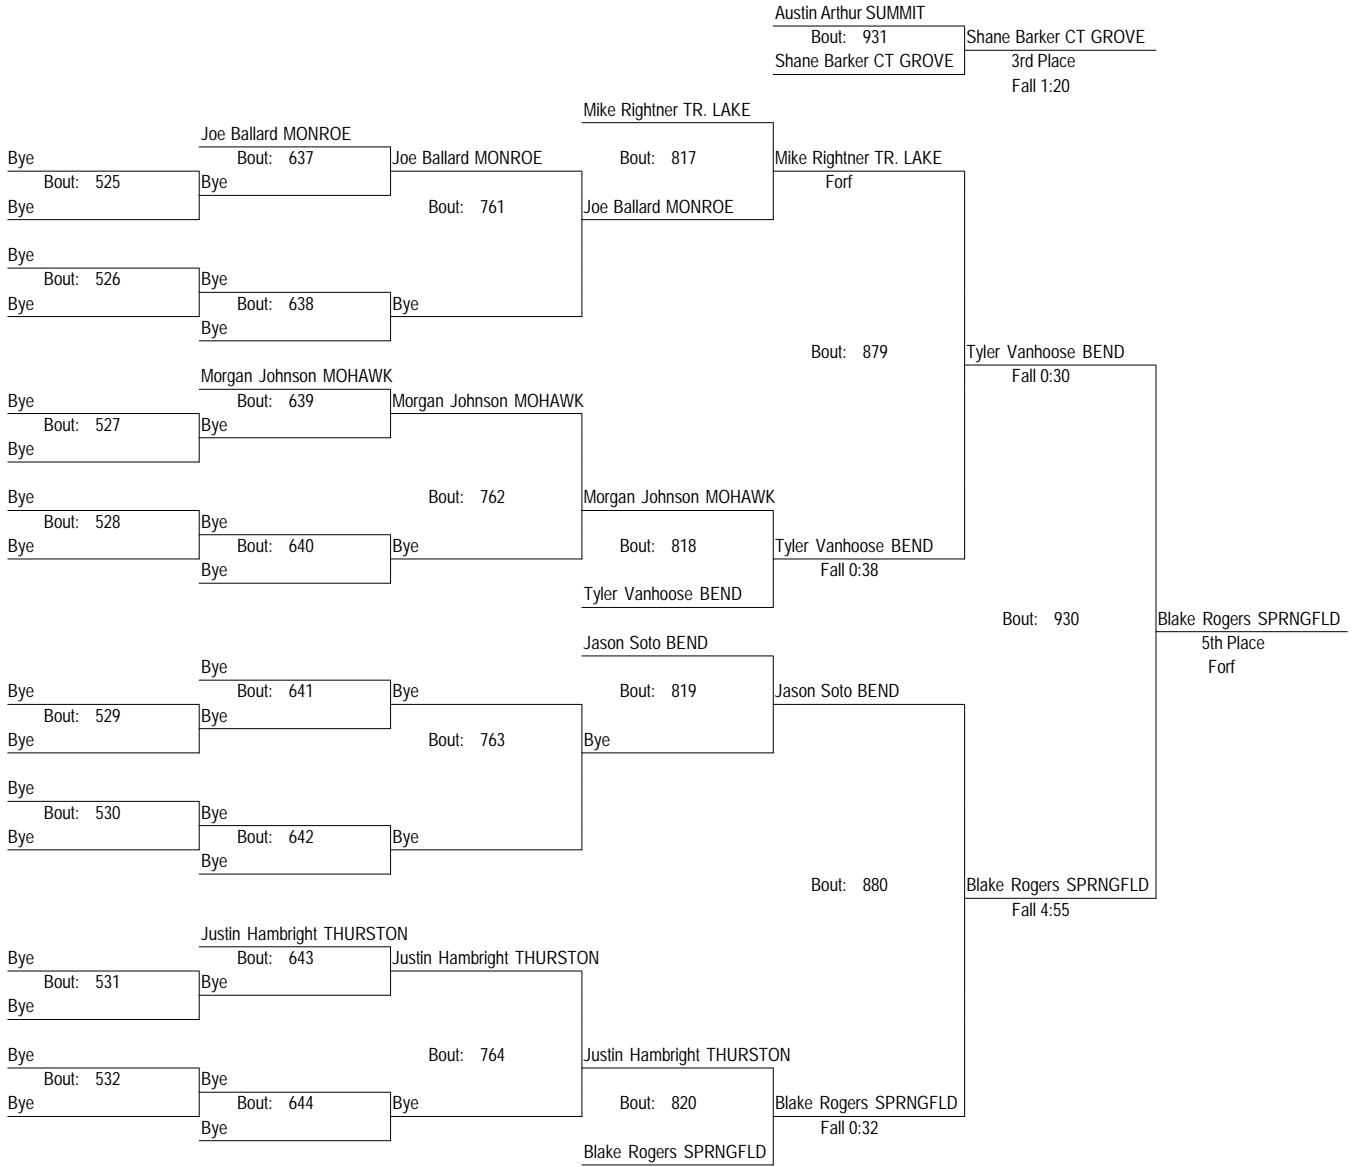 Austin Arthur SUMMIT
Bout: 931
Shane Barker CT GROVE
Shane Barker CT GROVE
3rd Place
Fall 1:20
Mike Rightner TR. LAKE
Joe Ballard MONROE
Bye
Bout: 637
Joe Ballard MONROE
Bout: 817
Mike Rightner TR. LAKE
Bout: 525
Bye
Forf
Bye
Bout: 761
Joe Ballard MONROE
Bye
Bout: 526
Bye
Bye
Bout: 638
Bye
Bye
Bout: 879
Tyler Vanhoose BEND
Morgan Johnson MOHAWK
Fall 0:30
Bye
Bout: 639
Morgan Johnson MOHAWK
Bout: 527
Bye
Bye
Bye
Bout: 762
Morgan Johnson MOHAWK
Bout: 528
Bye
Bye
Bout: 640
Bye
Bout: 818
Tyler Vanhoose BEND
Bye
Fall 0:38
Tyler Vanhoose BEND
Bout: 930
Blake Rogers SPRNGFLD
Jason Soto BEND
5th Place
Bye
Forf
Bye
Bout: 641
Bye
Bout: 819
Jason Soto BEND
Bout: 529
Bye
Bye
Bout: 763
Bye
Bye
Bout: 530
Bye
Bye
Bout: 642
Bye
Bye
Bout: 880
Blake Rogers SPRNGFLD
Fall 4:55
Justin Hambright THURSTON
Bye
Bout: 643
Justin Hambright THURSTON
Bout: 531
Bye
Bye
Bye
Bout: 764
Justin Hambright THURSTON
Bout: 532
Bye
Bye
Bout: 644
Bye
Bout: 820
Blake Rogers SPRNGFLD
Bye
Fall 0:32
Blake Rogers SPRNGFLD